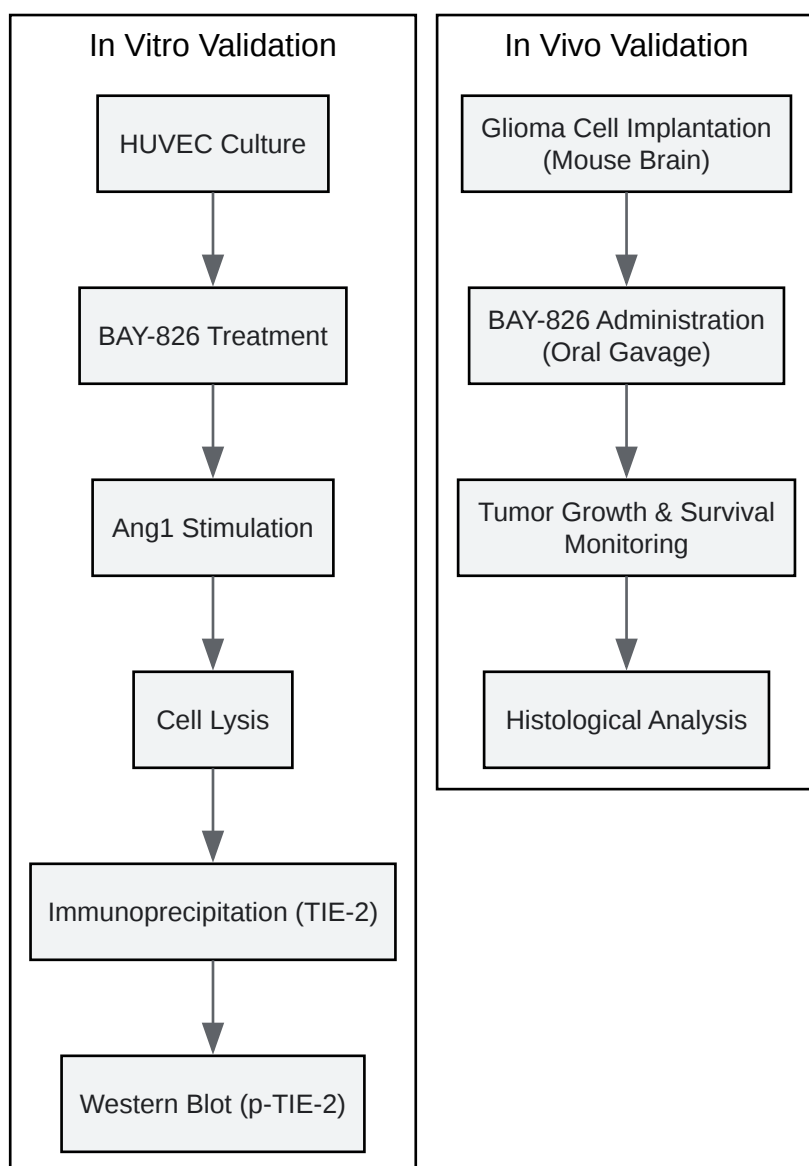 In Vitro Validation
HUVEC Culture
BAY-826 Treatment
Ang1 Stimulation
Cell Lysis
Immunoprecipitation (TIE-2)
Western Blot (p-TIE-2)
In Vivo Validation
Glioma Cell Implantation
(Mouse Brain)
BAY-826 Administration
(Oral Gavage)
Tumor Growth & Survival
Monitoring
Histological Analysis